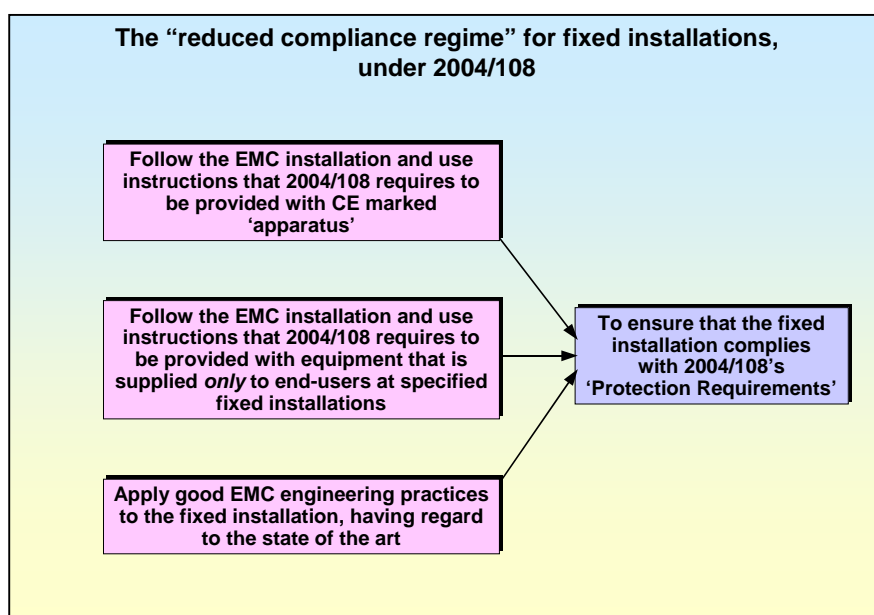 The “reduced compliance regime” for fixed installations,
under 2004/108
Follow the EMC installation and use
instructions that 2004/108 requires to
be provided with CE marked
‘apparatus’
Follow the EMC installation and use
instructions that 2004/108 requires to
be provided with equipment that is
supplied only to end-users at specified
fixed installations
To ensure that the fixed
installation complies
with 2004/108’s
‘Protection Requirements’
Apply good EMC engineering practices
to the fixed installation, having regard
to the state of the art